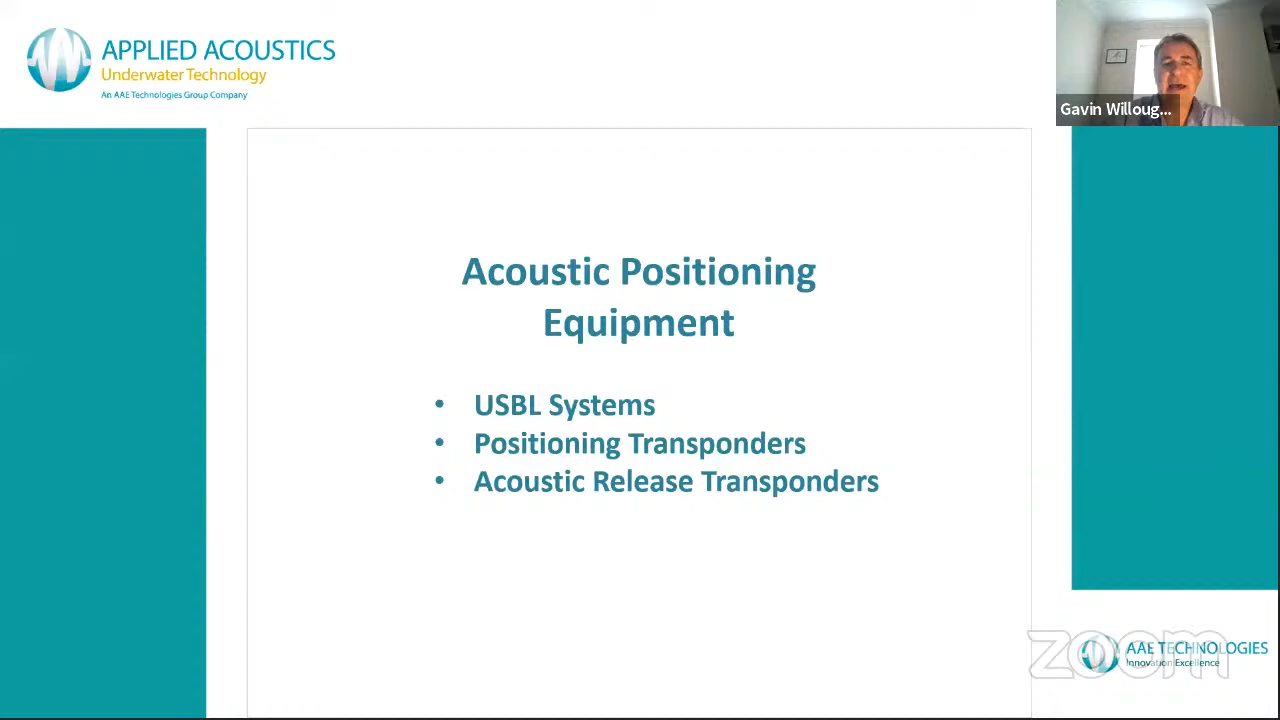 APPLIED ACOUSTICS
Underwater Technology
An AAE Technologies Group Company
Gavin Willoug...
Acoustic Positioning
Equipment
• USBL Systems
• Positioning Transponders
• Acoustic Release Transponders
zoom
AAE TECHNOLOGIES
Innovation Excellence